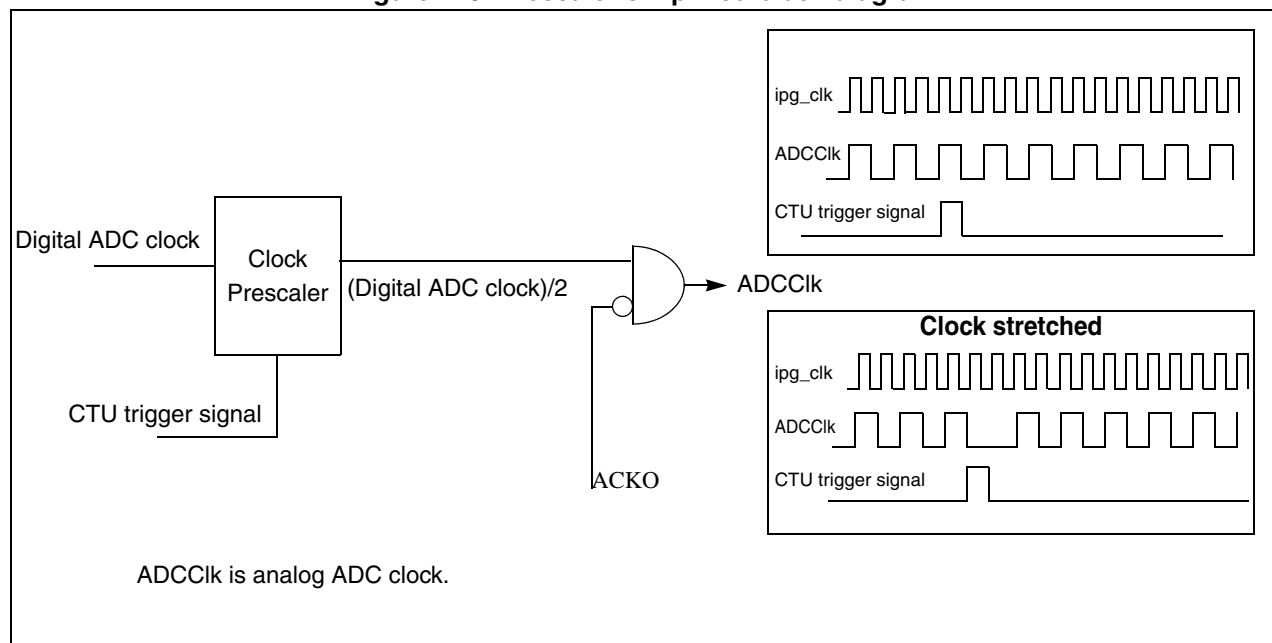 Digital ADC clock
Clock
Prescaler
(Digital ADC clock)/2
ADCClk
CTU trigger signal
ACKO
ADCClk is analog ADC clock.
ipg_clk
ADCClk
CTU trigger signal
Clock stretched
ipg_clk
ADCClk
CTU trigger signal